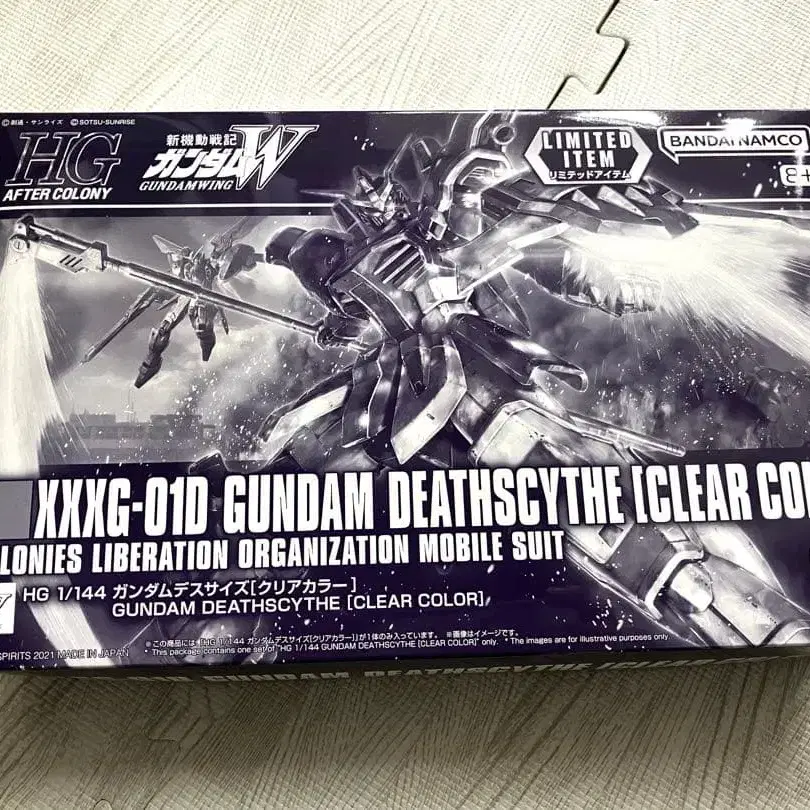 ©創通・サンライズ ©SOTSU・SUNRISE
HG
AFTER COLONY
新機動戦記
ガンダムW
GUNDAM WING
LIMITED
ITEM
リミテッドアイテム
BANDAI NAMCO
8+
XXXG-01D GUNDAM DEATHSCYTHE [CLEAR CO
LONIES LIBERATION ORGANIZATION MOBILE SUIT
HG 1/144 ガンダムデスサイズ[クリアカラー]
GUNDAM DEATHSCYTHE [CLEAR COLOR]
※この商品には「HG 1/144 ガンダムデスサイズ[クリアカラー]」が1体のみ入っています。 ※画像はイメージです。
* This package contains one set of "HG 1/144 GUNDAM DEATHSCYTHE [CLEAR COLOR]" only. * The images are for illustrative purposes only
SPIRITS 2021 MADE IN JAPAN
GUNDAM DEATHSCYTHE